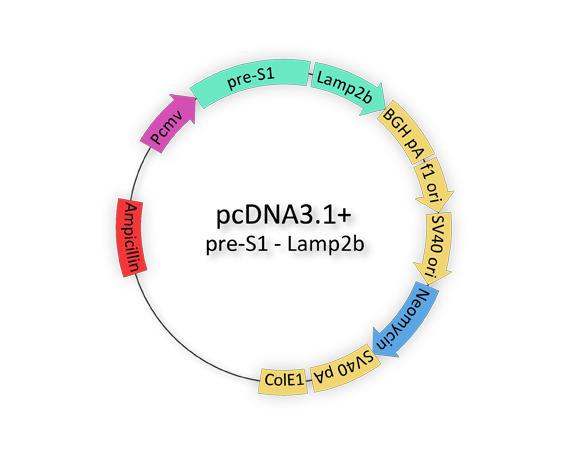 pre-S1
Lamp2b
BGH pA
f1 ori
SV40 ori
Neomycin
SV40 pA
ColE1
Ampicillin
Pcmv
pcDNA3.1+
pre-S1 - Lamp2b